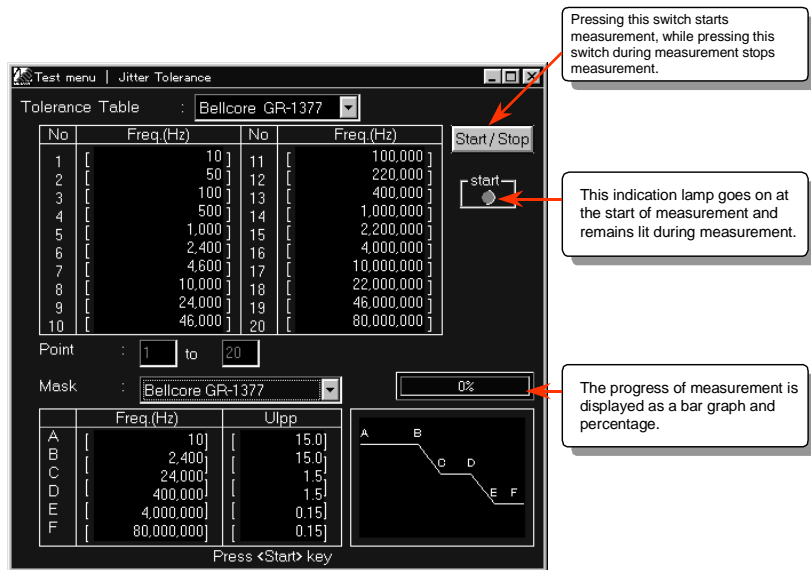 Pressing this switch starts
measurement, while pressing this
switch during measurement stops
measurement.
Test menu | Jitter Tolerance
Tolerance Table : Bellcore GR-1377
No Freq.(Hz) No Freq.(Hz)
Start/Stop
1 [ 10 ] 11 [ 100,000 ]
2 [ 50 ] 12 [ 220,000 ]
3 [ 100 ] 13 [ 400,000 ]
4 [ 500 ] 14 [ 1,000,000 ]
5 [ 1,000 ] 15 [ 2,200,000 ]
6 [ 2,400 ] 16 [ 4,000,000 ]
7 [ 4,600 ] 17 [ 10,000,000 ]
8 [ 10,000 ] 18 [ 22,000,000 ]
9 [ 24,000 ] 19 [ 46,000,000 ]
10 [ 46,000 ] 20 [ 80,000,000 ]
start
This indication lamp goes on at
the start of measurement and
remains lit during measurement.
Point : 1 to 20
Mask : Bellcore GR-1377
0%
The progress of measurement is
displayed as a bar graph and
percentage.
Freq.(Hz) UIpp
A [ 10] [ 15.0]
B [ 2,400] [ 15.0]
C [ 24,000] [ 1.5]
D [ 400,000] [ 1.5]
E [ 4,000,000] [ 0.15]
F [ 80,000,000] [ 0.15]
A B
C D
E F
Press <Start> key